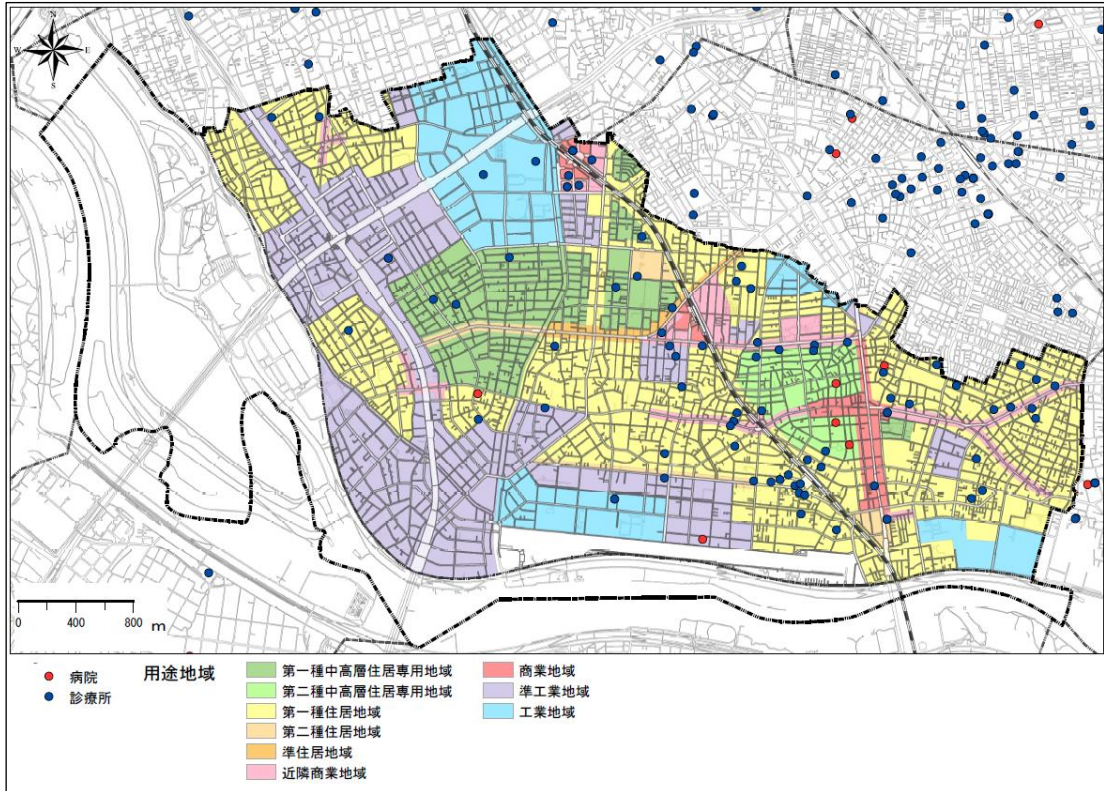 N
W E
S
0 400 800 m
病院
診療所
用途地域
第一種中高層住居専用地域
第二種中高層住居専用地域
第一種住居地域
第二種住居地域
準住居地域
近隣商業地域
商業地域
準工業地域
工業地域